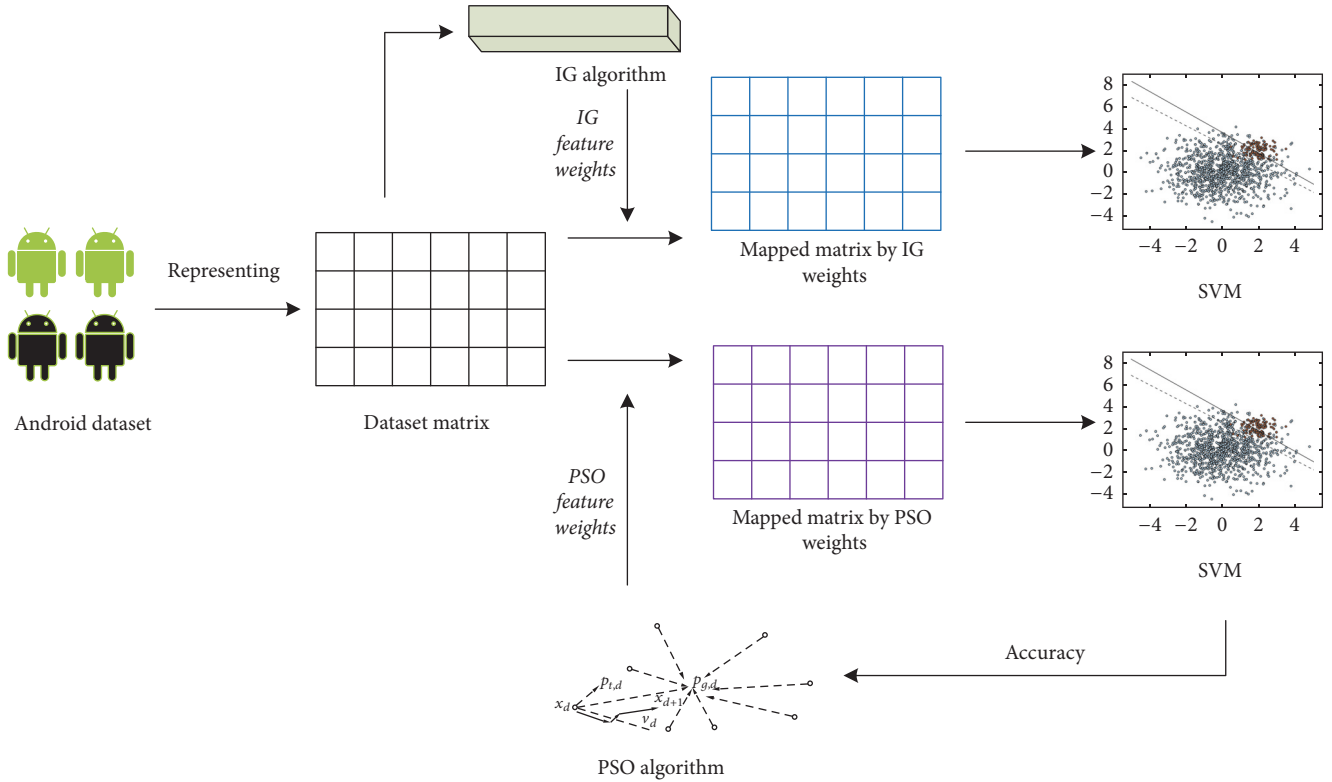 IG algorithm
IG
feature
weights
Mapped matrix by IG
weights
8
6
4
2
0
−2
−4
−4 −2 0 2 4
SVM
Representing
Android dataset
Dataset matrix
PSO
feature
weights
Mapped matrix by PSO
weights
8
6
4
2
0
−2
−4
−4 −2 0 2 4
SVM
Accuracy
p_{t,d}
p_{g,d}
x_d
x_{d+1}
v_d
PSO algorithm